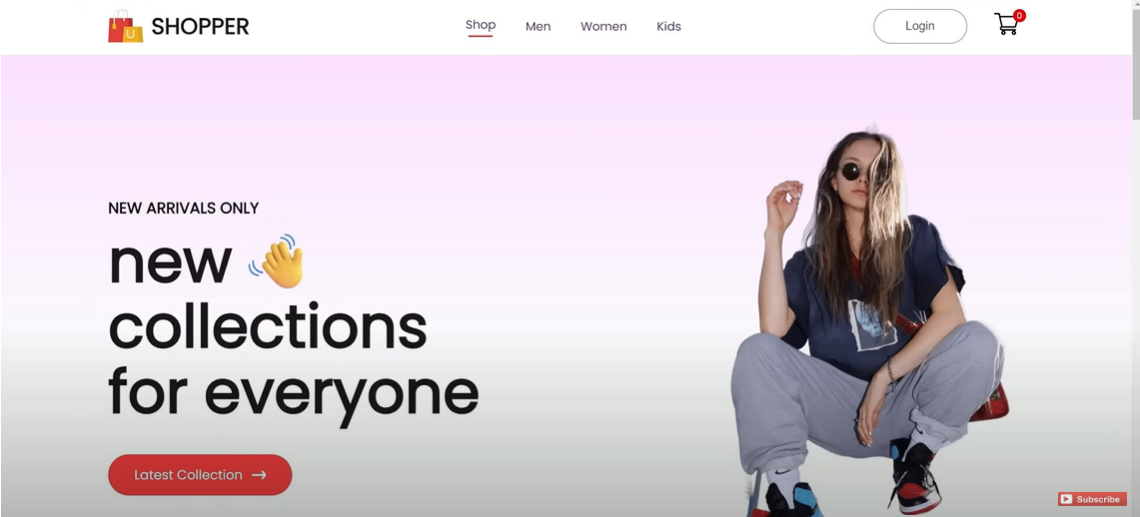 SHOPPER
Shop
Men
Women
Kids
Login
0
NEW ARRIVALS ONLY
new
collections
for everyone
Latest Collection →
Subscribe